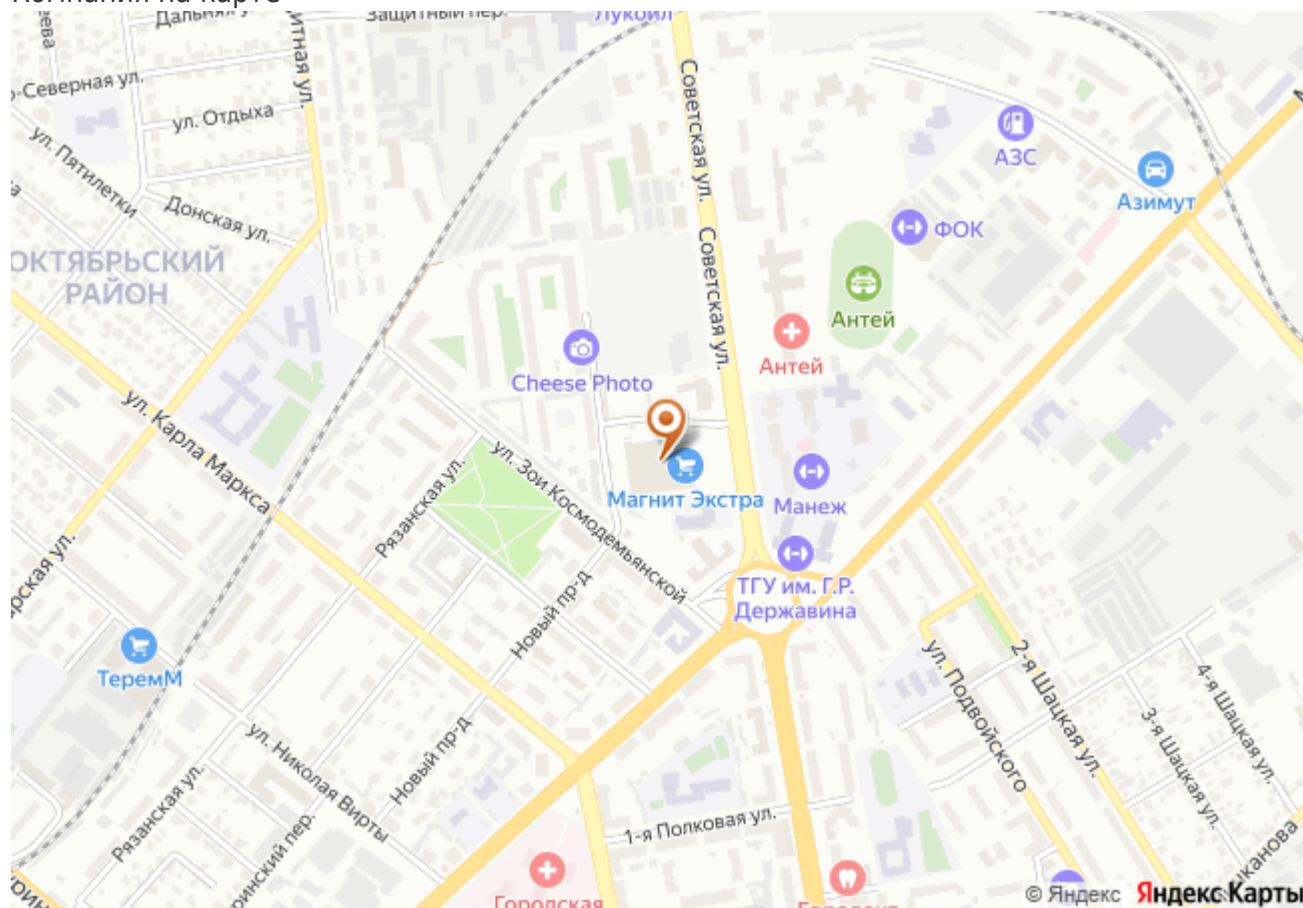 Компания на карте
Дальняя ул.
Защитный пер.
Лукойл
Советская ул.
ул. Отдыха
ул. Пятилетки
Донская ул.
ОКТЯБРЬСКИЙ
РАЙОН
АЗС
Азимут
ФОК
Антей
Советская ул.
Антей
Cheese Photo
ул. Карла Маркса
Рязанская ул.
ул. Зои Космодемьянской
Магнит Экстра
Манеж
ТГУ им. Г.Р.
Державина
Новый пр-д
ТеремМ
ул. Подвойского
2-я Шацкая ул.
3-я Шацкая ул.
4-я Шацкая ул.
ул. Николая Вирты
Новый пр-д
Рязанская ул.
1-я Полковая ул.
Городская
© Яндекс Яндекс Карты